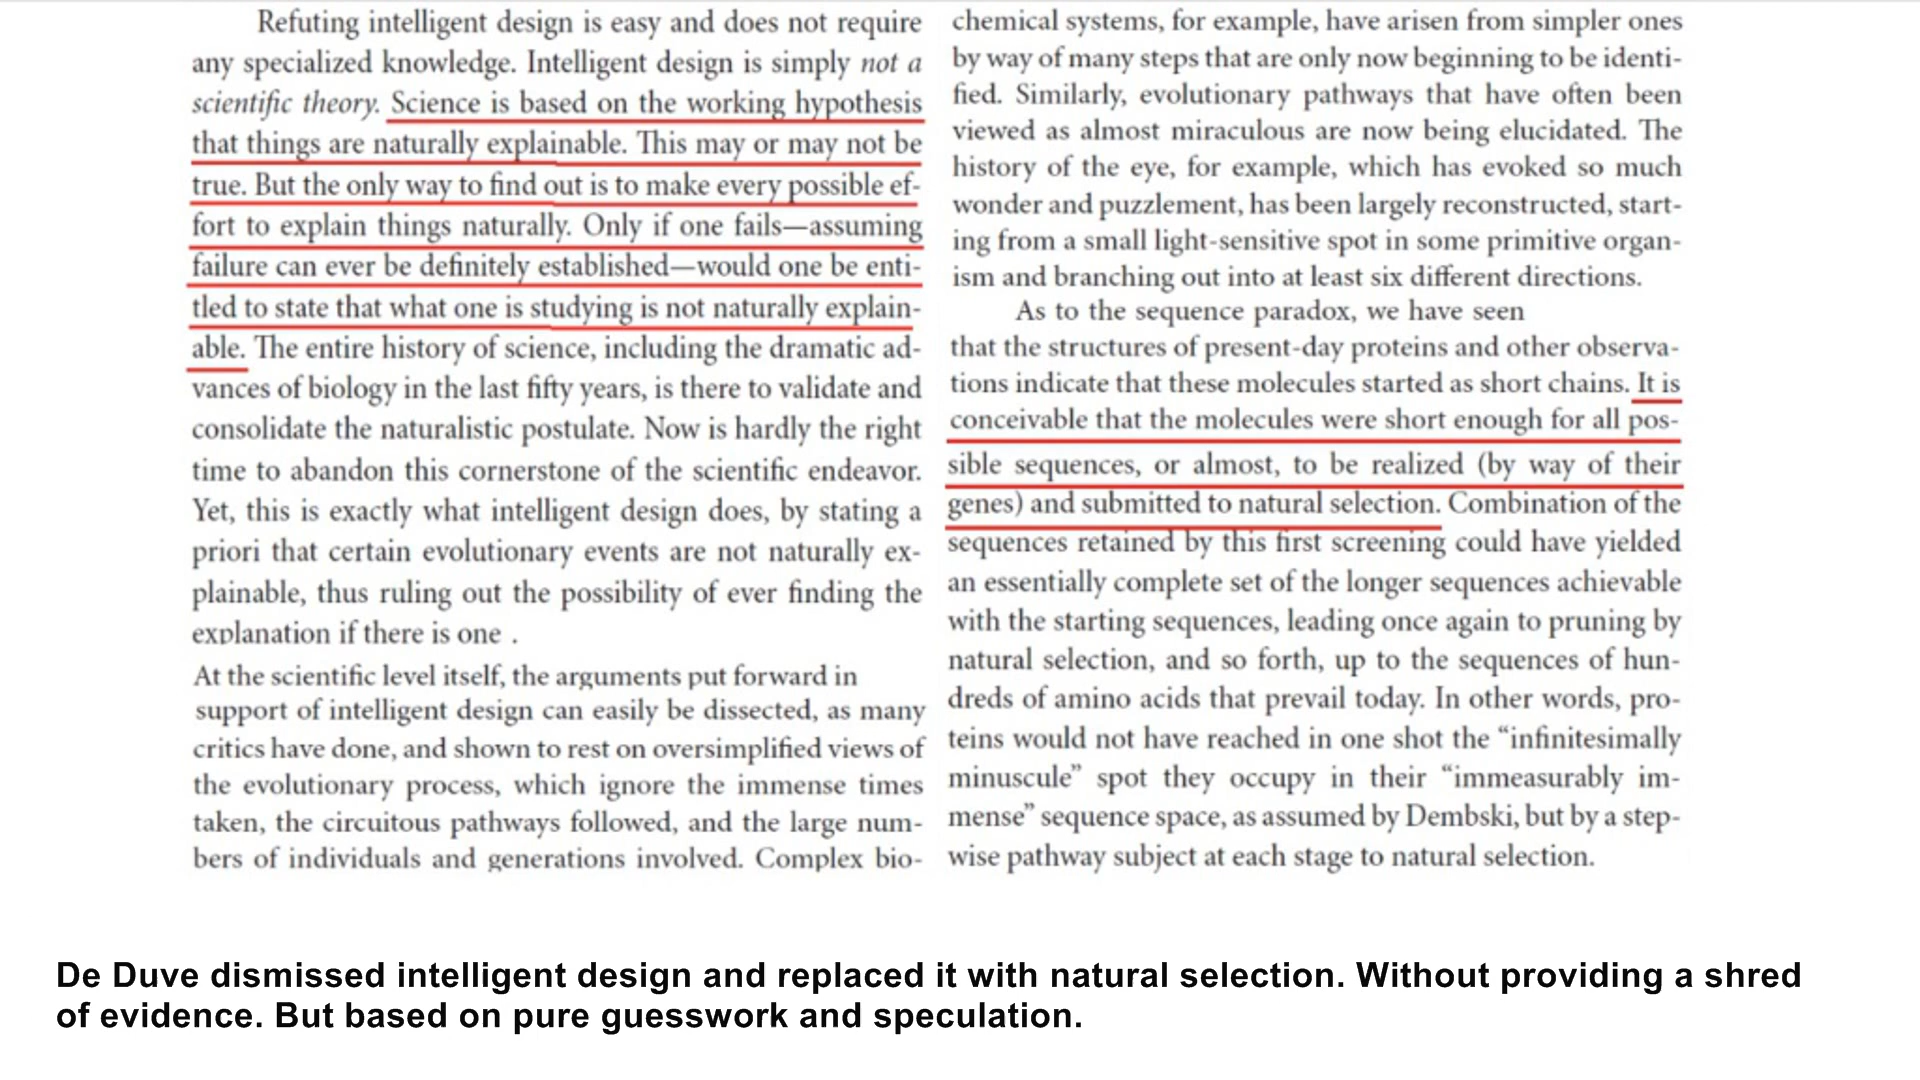 Refuting intelligent design is easy and does not require
any specialized knowledge. Intelligent design is simply not a
scientific theory. Science is based on the working hypothesis
that things are naturally explainable. This may or may not be
true. But the only way to find out is to make every possible ef-
fort to explain things naturally. Only if one fails—assuming
failure can ever be definitely established—would one be enti-
tled to state that what one is studying is not naturally explain-
able. The entire history of science, including the dramatic ad-
vances of biology in the last fifty years, is there to validate and
consolidate the naturalistic postulate. Now is hardly the right
time to abandon this cornerstone of the scientific endeavor.
Yet, this is exactly what intelligent design does, by stating a
priori that certain evolutionary events are not naturally ex-
plainable, thus ruling out the possibility of ever finding the
explanation if there is one .
At the scientific level itself, the arguments put forward in
support of intelligent design can easily be dissected, as many
critics have done, and shown to rest on oversimplified views of
the evolutionary process, which ignore the immense times
taken, the circuitous pathways followed, and the large num-
bers of individuals and generations involved. Complex bio-
chemical systems, for example, have arisen from simpler ones
by way of many steps that are only now beginning to be identi-
fied. Similarly, evolutionary pathways that have often been
viewed as almost miraculous are now being elucidated. The
history of the eye, for example, which has evoked so much
wonder and puzzlement, has been largely reconstructed, start-
ing from a small light-sensitive spot in some primitive organ-
ism and branching out into at least six different directions.
As to the sequence paradox, we have seen
that the structures of present-day proteins and other observa-
tions indicate that these molecules started as short chains. It is
conceivable that the molecules were short enough for all pos-
sible sequences, or almost, to be realized (by way of their
genes) and submitted to natural selection. Combination of the
sequences retained by this first screening could have yielded
an essentially complete set of the longer sequences achievable
with the starting sequences, leading once again to pruning by
natural selection, and so forth, up to the sequences of hun-
dreds of amino acids that prevail today. In other words, pro-
teins would not have reached in one shot the “infinitesimally
minuscule” spot they occupy in their “immeasurably im-
mense” sequence space, as assumed by Dembski, but by a step-
wise pathway subject at each stage to natural selection.
De Duve dismissed intelligent design and replaced it with natural selection. Without providing a shred
of evidence. But based on pure guesswork and speculation.